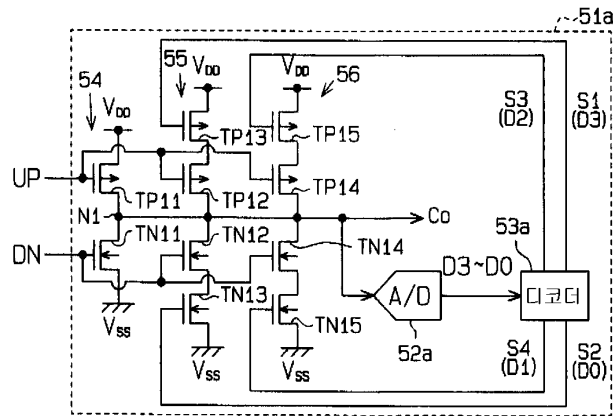 51a
54
55
56
VDD
VDD
VDD
S3
(D2)
S1
(D3)
TP13
TP15
UP
TP11
TP12
TP14
N1
Co
DN
TN11
TN12
TN14
53a
D3~D0
A/D
디코더
TN13
TN15
52a
VSS
VSS
VSS
S4
(D1)
S2
(D0)